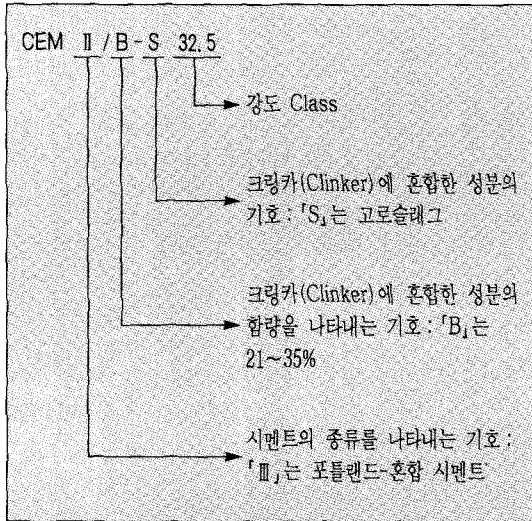 CEM Ⅱ / B - S 32.5
강도 Class
크링카(Clinker)에 혼합한 성분의
기호 : 「S」는 고로슬래그
크링카(Clinker)에 혼합한 성분의
함량을 나타내는 기호 : 「B」는
21~35%
시멘트의 종류를 나타내는 기호 :
「Ⅲ」는 포틀랜드-혼합 시멘트